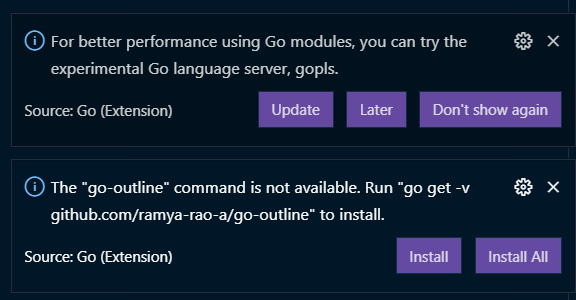 For better performance using Go modules, you can try the
experimental Go language server, gopls.
Source: Go (Extension)
Update
Later
Don't show again
The "go-outline" command is not available. Run "go get -v
github.com/ramya-rao-a/go-outline" to install.
Source: Go (Extension)
Install
Install All